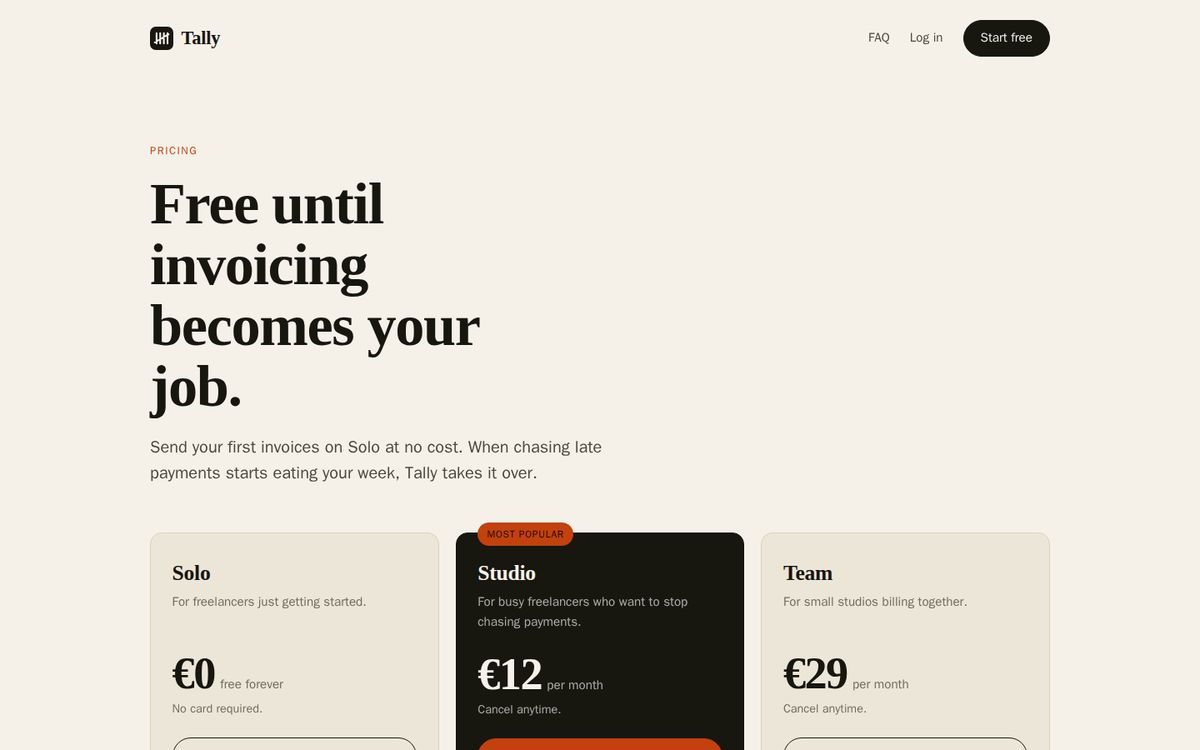 Tally
FAQ
Log in
Start free
PRICING
Free until
invoicing
becomes your
job.
Send your first invoices on Solo at no cost. When chasing late
payments starts eating your week, Tally takes it over.
Solo
For freelancers just getting started.
€0 free forever
No card required.
MOST POPULAR
Studio
For busy freelancers who want to stop
chasing payments.
€12 per month
Cancel anytime.
Team
For small studios billing together.
€29 per month
Cancel anytime.